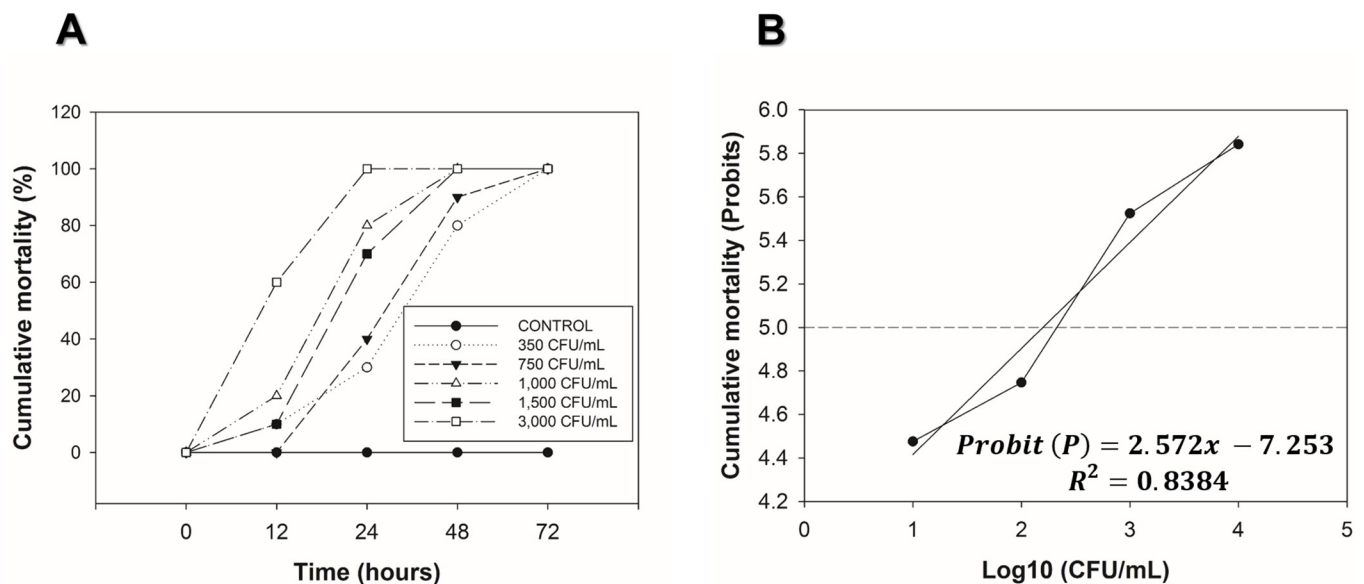 A
Cumulative mortality (%)
120
100
80
60
40
20
0
0 12 24 48 72
Time (hours)
CONTROL
350 CFU/mL
750 CFU/mL
1,000 CFU/mL
1,500 CFU/mL
3,000 CFU/mL
B
Cumulative mortality (Probits)
6.0
5.8
5.6
5.4
5.2
5.0
4.8
4.6
4.4
4.2
Probit (P) = 2.572x − 7.253
R² = 0.8384
0 1 2 3 4 5
Log10 (CFU/mL)